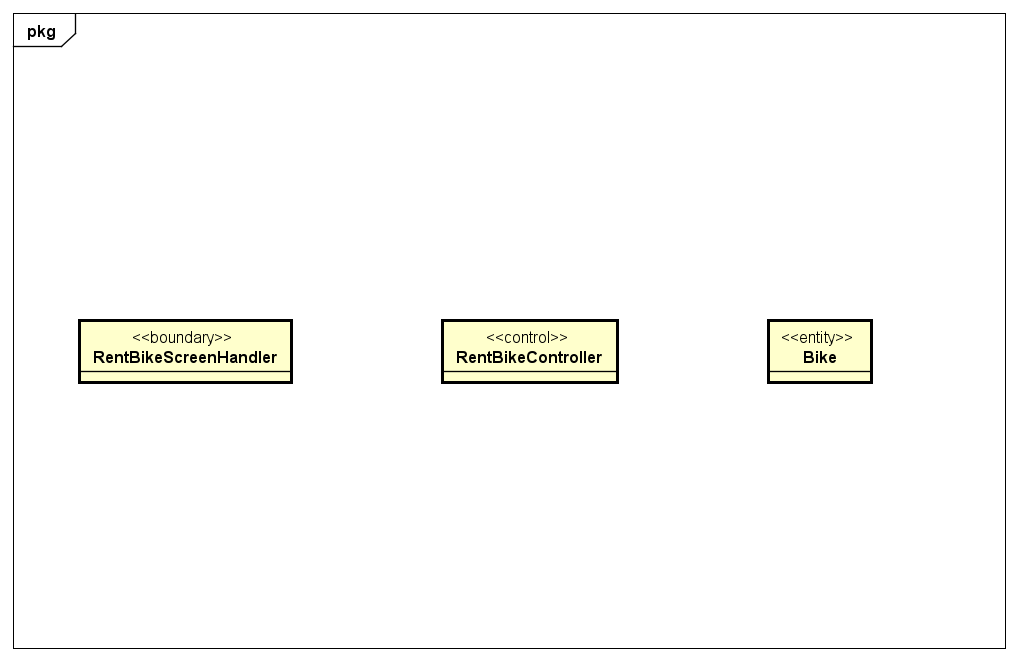 pkg
<<boundary>>
RentBikeScreenHandler
<<control>>
RentBikeController
<<entity>>
Bike